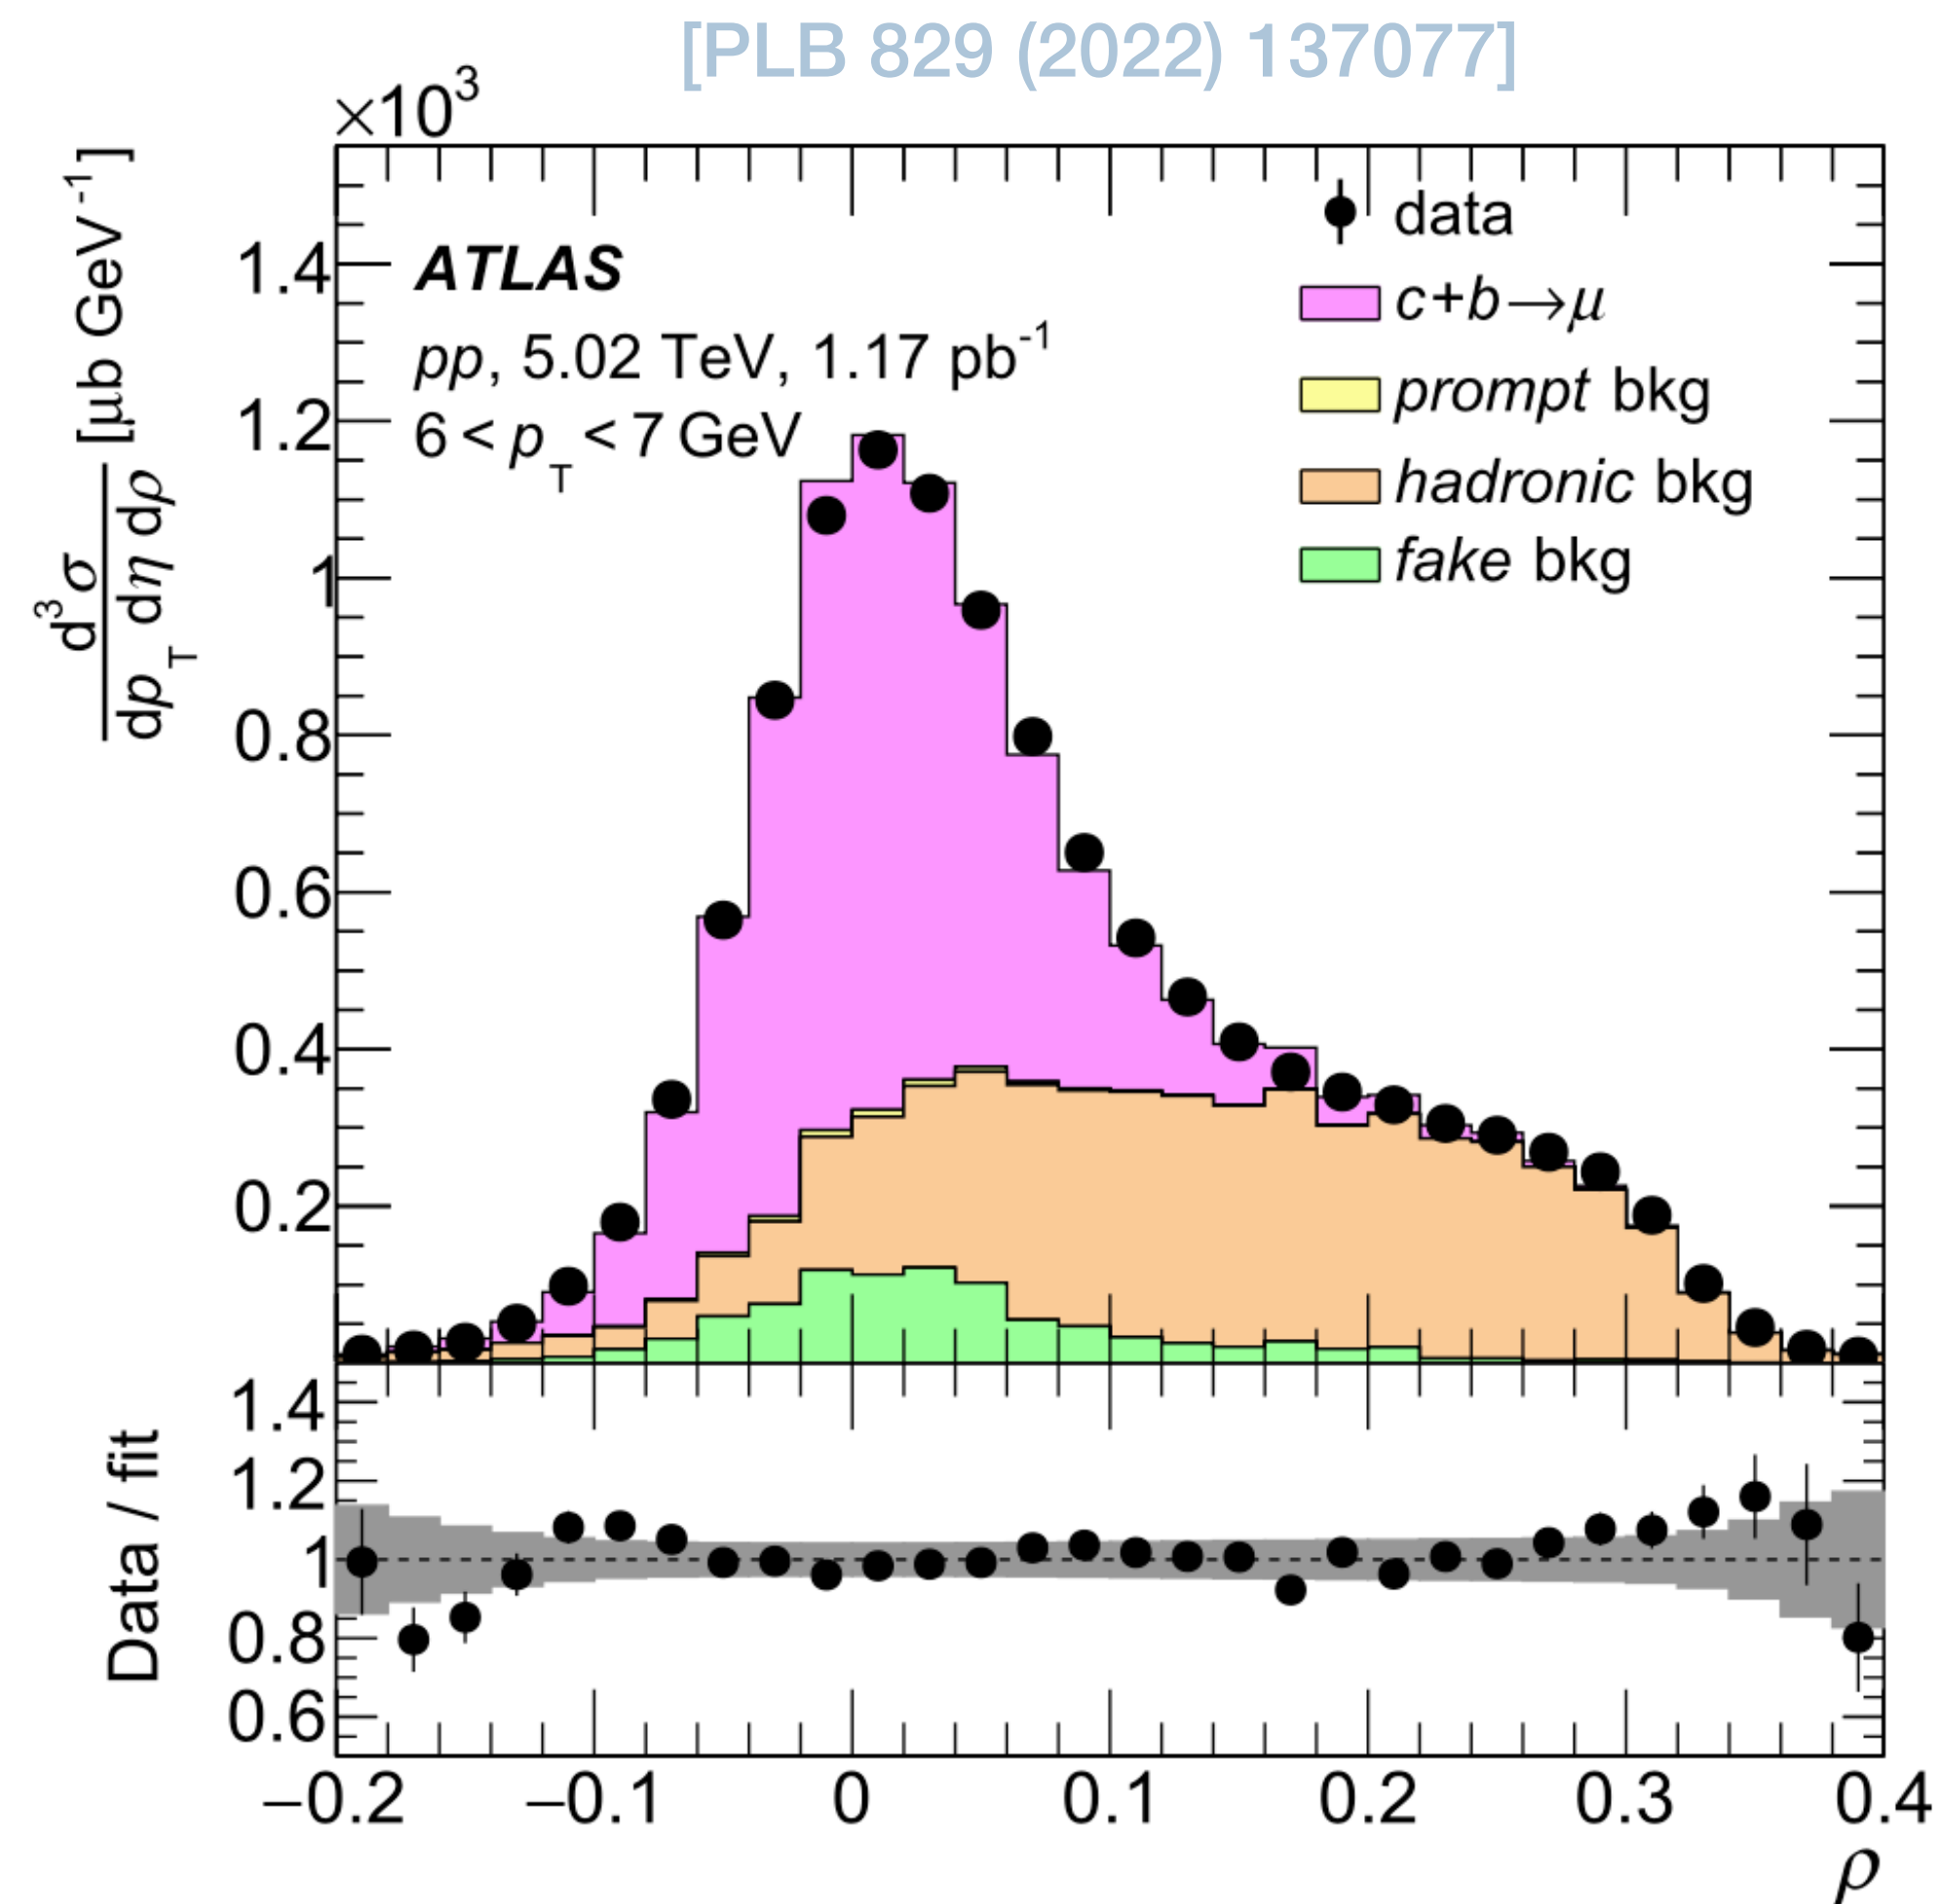 [PLB 829 (2022) 137077]
×10³
d³σ
dp_T dη dρ
[μb GeV⁻¹]
1.4
1.2
1
0.8
0.6
0.4
0.2
ATLAS
pp, 5.02 TeV, 1.17 pb⁻¹
6 < p_T < 7 GeV
data
c+b→μ
prompt bkg
hadronic bkg
fake bkg
Data / fit
1.4
1.2
1
0.8
0.6
−0.2 −0.1 0 0.1 0.2 0.3 0.4
ρ